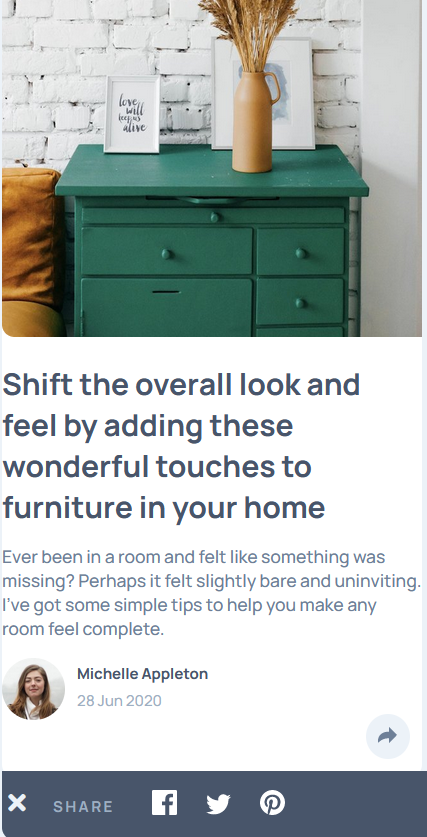 love
will
keep us
alive
Shift the overall look and
feel by adding these
wonderful touches to
furniture in your home
Ever been in a room and felt like something was
missing? Perhaps it felt slightly bare and uninviting.
I've got some simple tips to help you make any
room feel complete.
Michelle Appleton
28 Jun 2020
SHARE